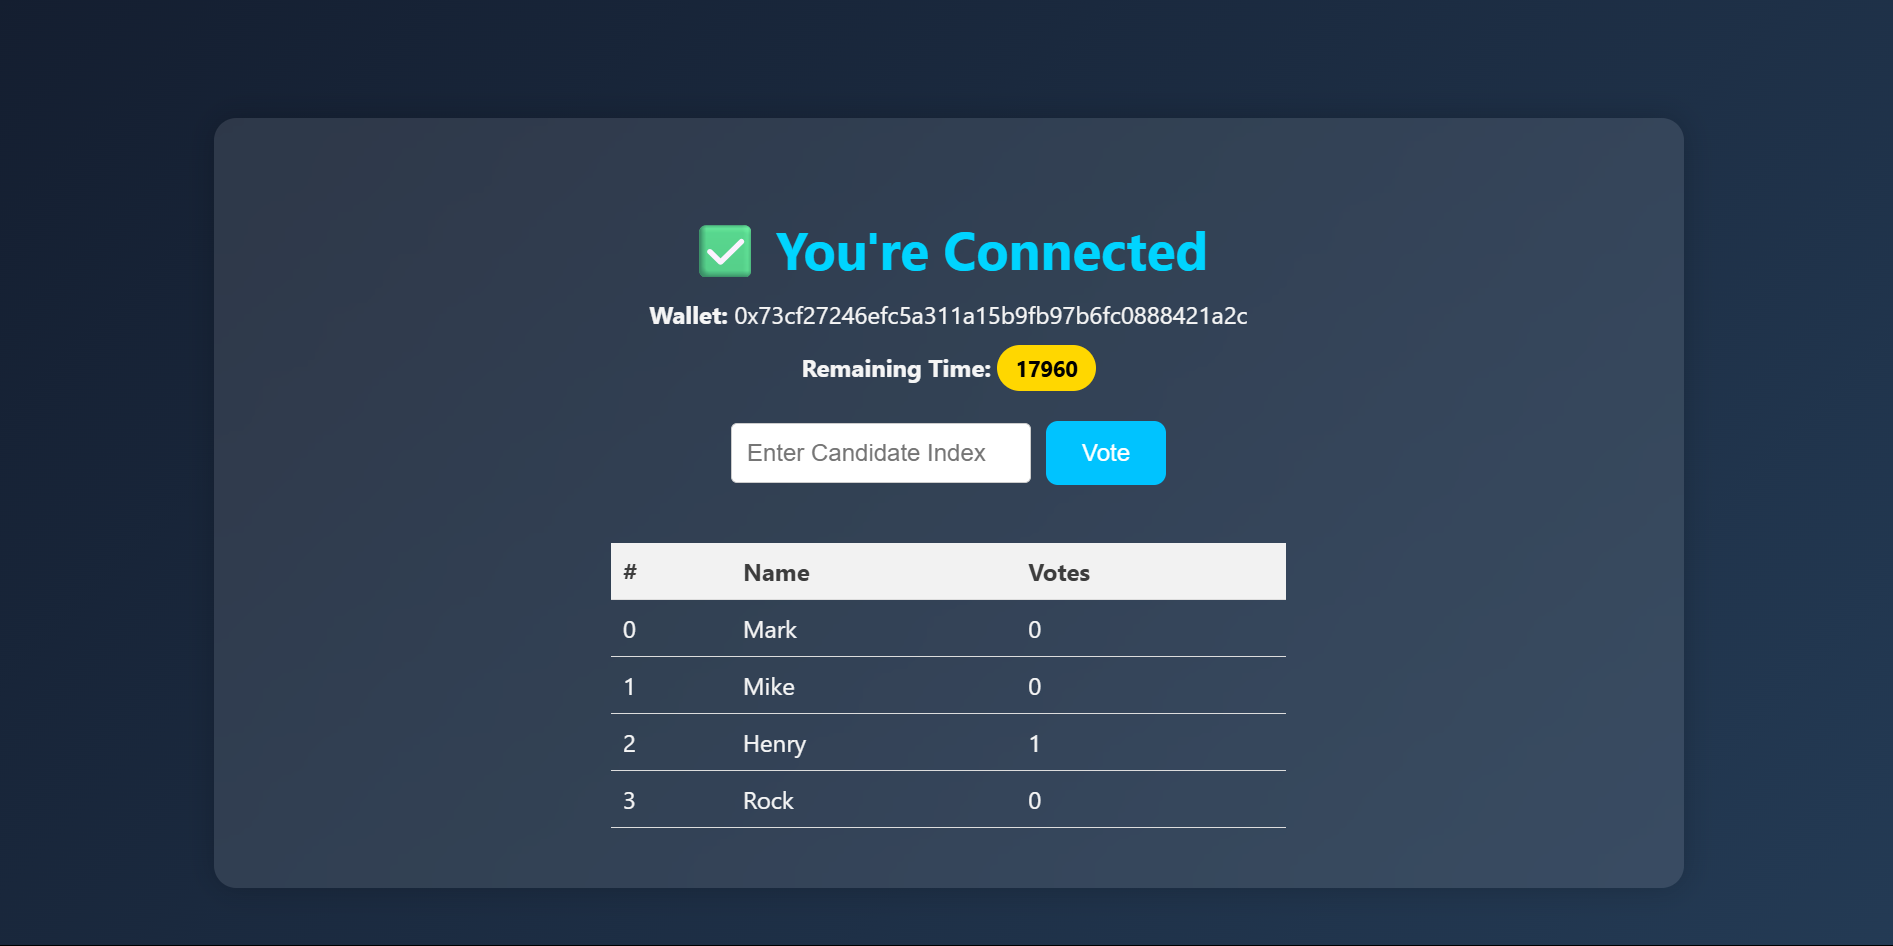 ✅ You're Connected
Wallet: 0x73cf27246efc5a311a15b9fb97b6fc0888421a2c
Remaining Time: 17960
Enter Candidate Index Vote
# Name Votes
0 Mark 0
1 Mike 0
2 Henry 1
3 Rock 0